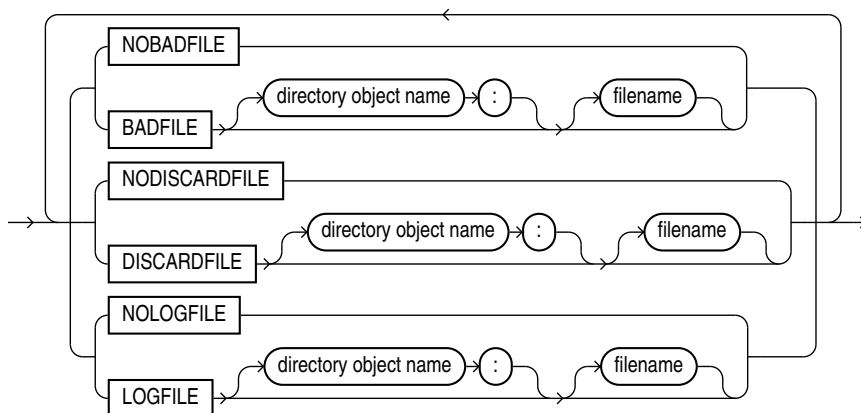 NOBADFILE
BADFILE directory object name : filename
NODISCARDFILE
DISCARDFILE directory object name : filename
NOLOGFILE
LOGFILE directory object name : filename